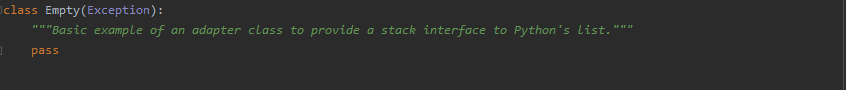 class Empty(Exception):
    """Basic example of an adapter class to provide a stack interface to Python's list."""
    pass